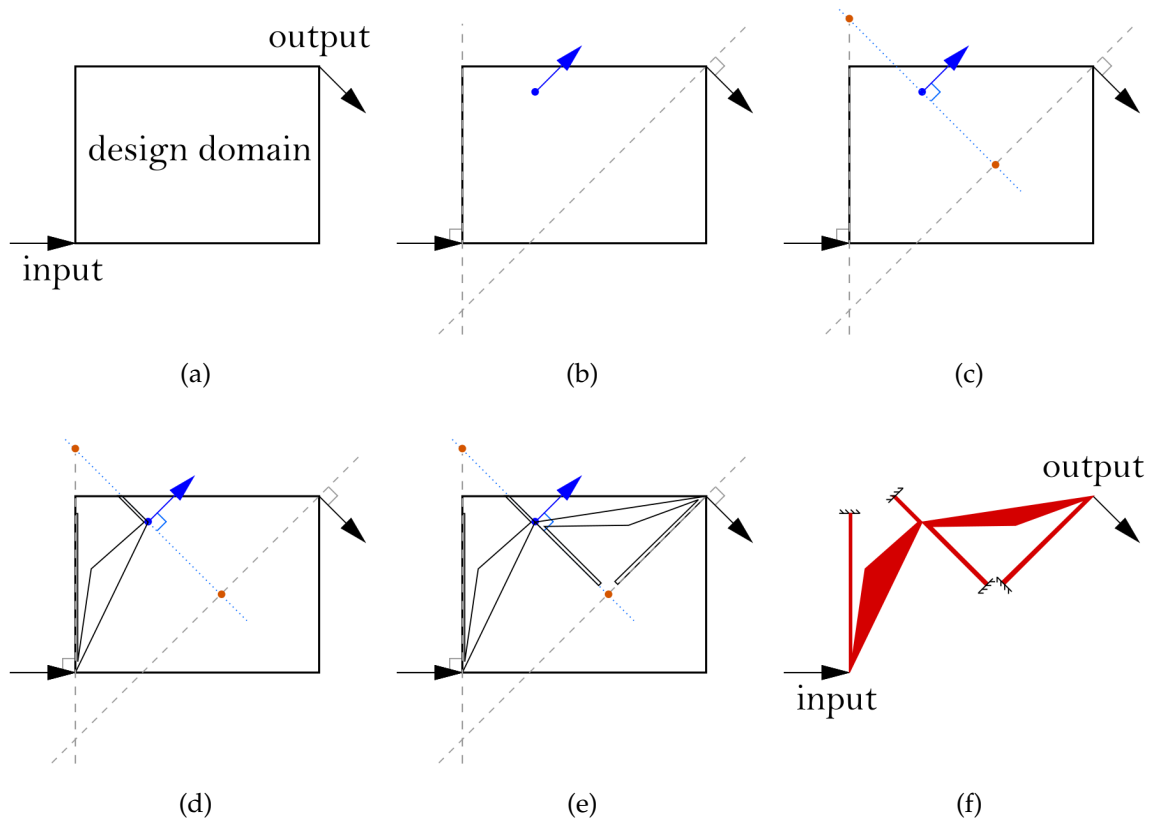 output
design domain
input
(a)
(b)
(c)
output
input
(d)
(e)
(f)